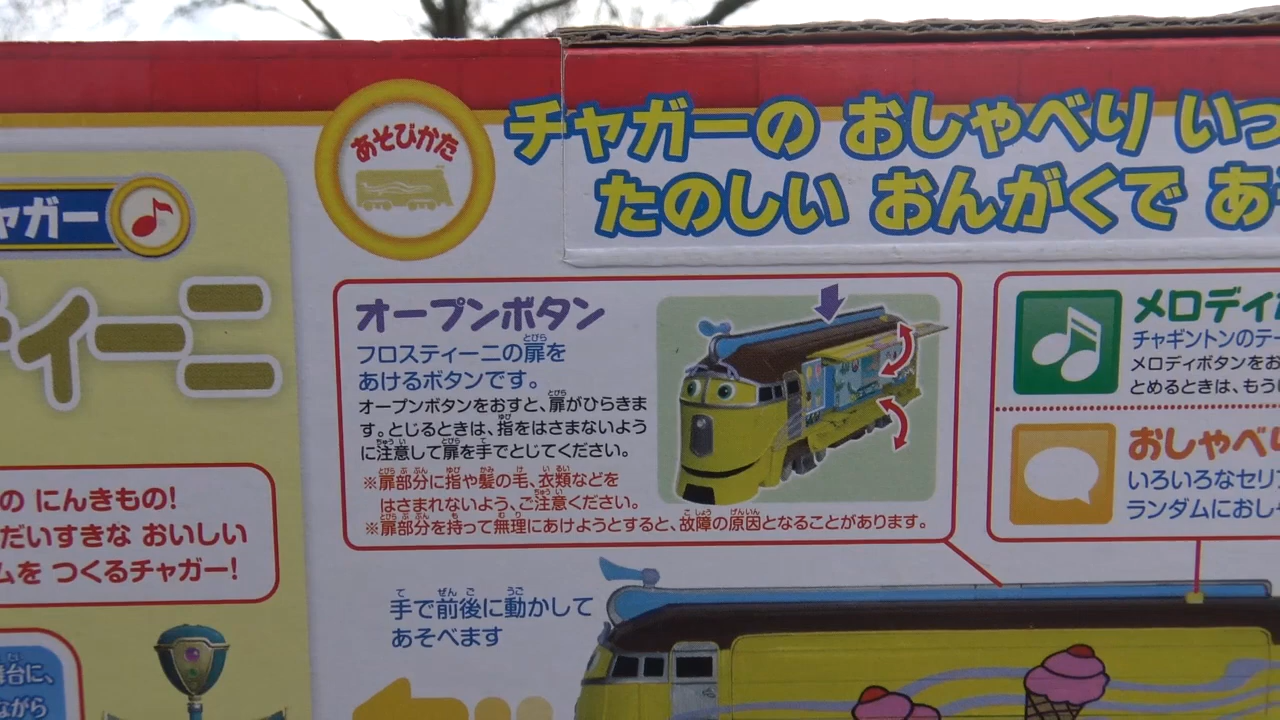 あそびかた
チャガーの おしゃべり いっ
たのしい おんがくで あ
ャガー
ィーニ
の にんきもの!
だいすきな おいしい
ムを つくるチャガー!
舞台に、
ながら
オープンボタン
フロスティーニの扉を
あけるボタンです。
オープンボタンをおすと、扉がひらきま
す。とじるときは、指をはさまないよう
に注意して扉を手でとじてください。
※扉部分に指や髪の毛、衣類などを
はさまれないよう、ご注意ください。
※扉部分を持って無理にあけようとすると、故障の原因となることがあります。
メロディ
チャギントンのテー
メロディボタンをお
とめるときは、もう
おしゃべり
いろいろなセリフ
ランダムにおし
手で前後に動かして
あそべます